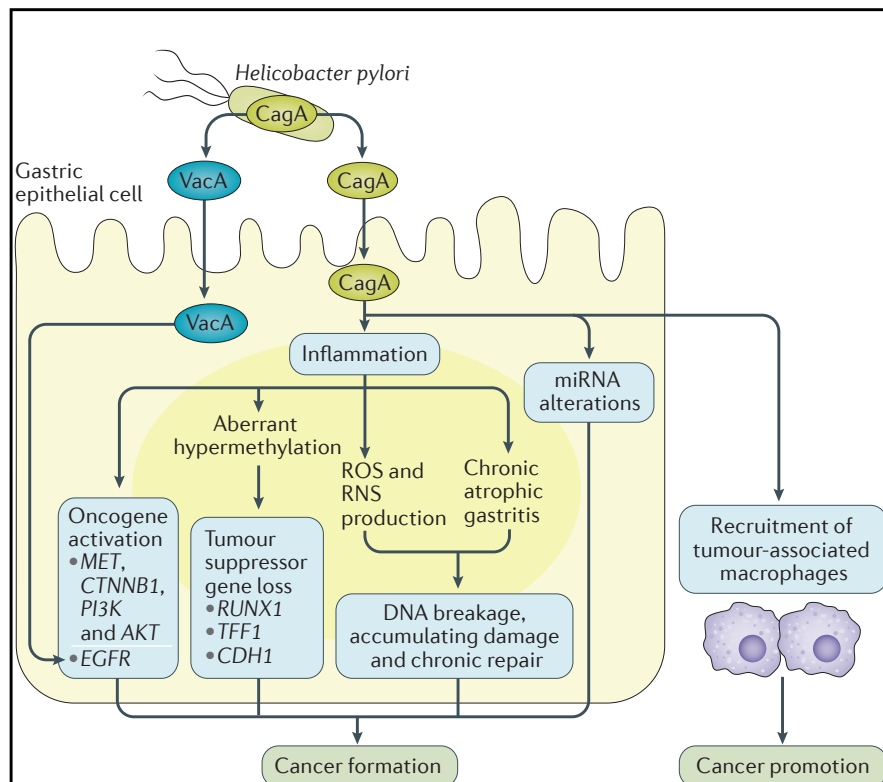 Helicobacter pylori
CagA
Gastric
epithelial cell
VacA
CagA
CagA
VacA
Inflammation
miRNA
alterations
Aberrant
hypermethylation
ROS and
RNS
production
Chronic
atrophic
gastritis
Oncogene
activation
• MET,
CTNNB1,
PI3K
and AKT
• EGFR
Tumour
suppressor
gene loss
• RUNX1
• TFF1
• CDH1
DNA breakage,
accumulating damage
and chronic repair
Recruitment of
tumour-associated
macrophages
Cancer formation
Cancer promotion